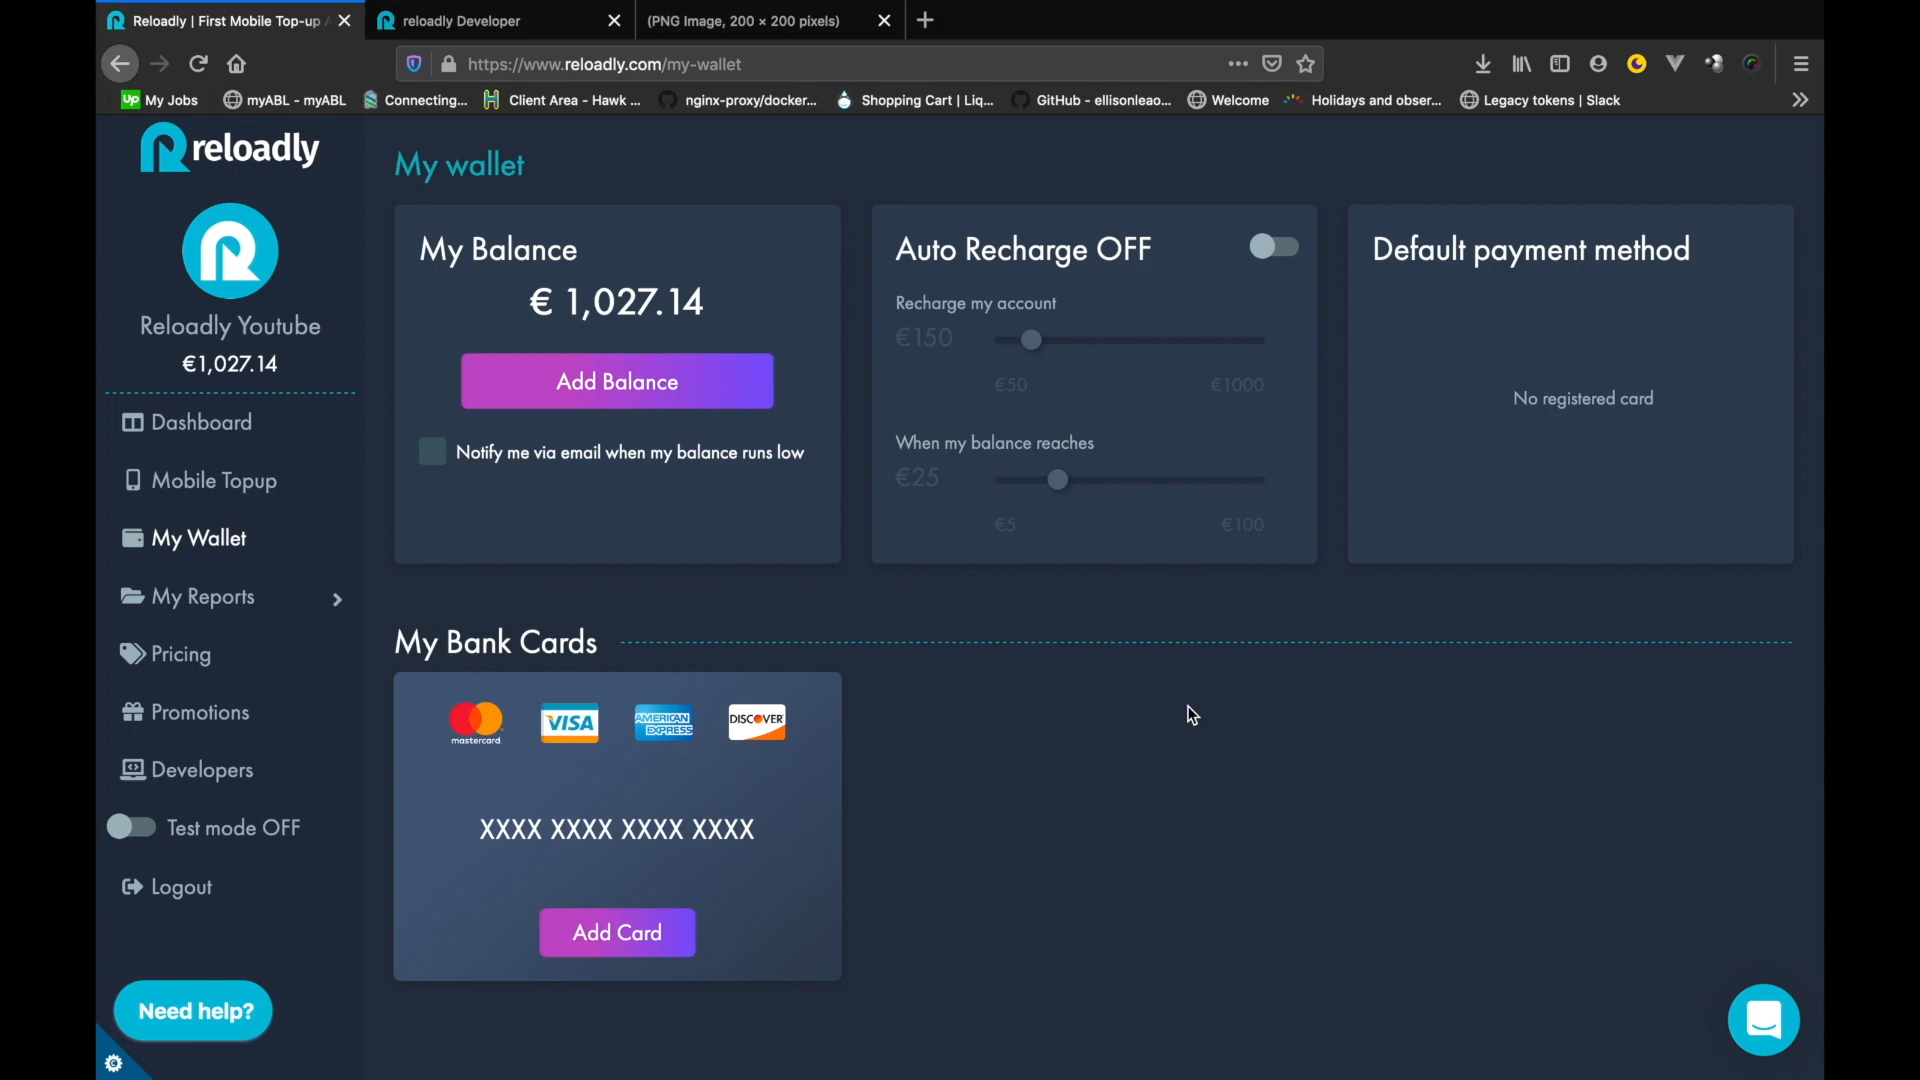 Reloadly | First Mobile Top-up
reloadly Developer
(PNG Image, 200 × 200 pixels)
https://www.reloadly.com/my-wallet
Up My Jobs
myABL - myABL
Connecting...
Client Area - Hawk ...
nginx-proxy/docker...
Shopping Cart | Liq...
GitHub - ellisonleao...
Welcome
Holidays and obser...
Legacy tokens | Slack
reloadly
Reloadly Youtube
€1,027.14
Dashboard
Mobile Topup
My Wallet
My Reports
Pricing
Promotions
Developers
Test mode OFF
Logout
Need help?
My wallet
My Balance
€ 1,027.14
Add Balance
Notify me via email when my balance runs low
Auto Recharge OFF
Recharge my account
€150
€50
€1000
When my balance reaches
€25
€5
€100
Default payment method
No registered card
My Bank Cards
mastercard
VISA
AMERICAN EXPRESS
DISCOVER
XXXX XXXX XXXX XXXX
Add Card